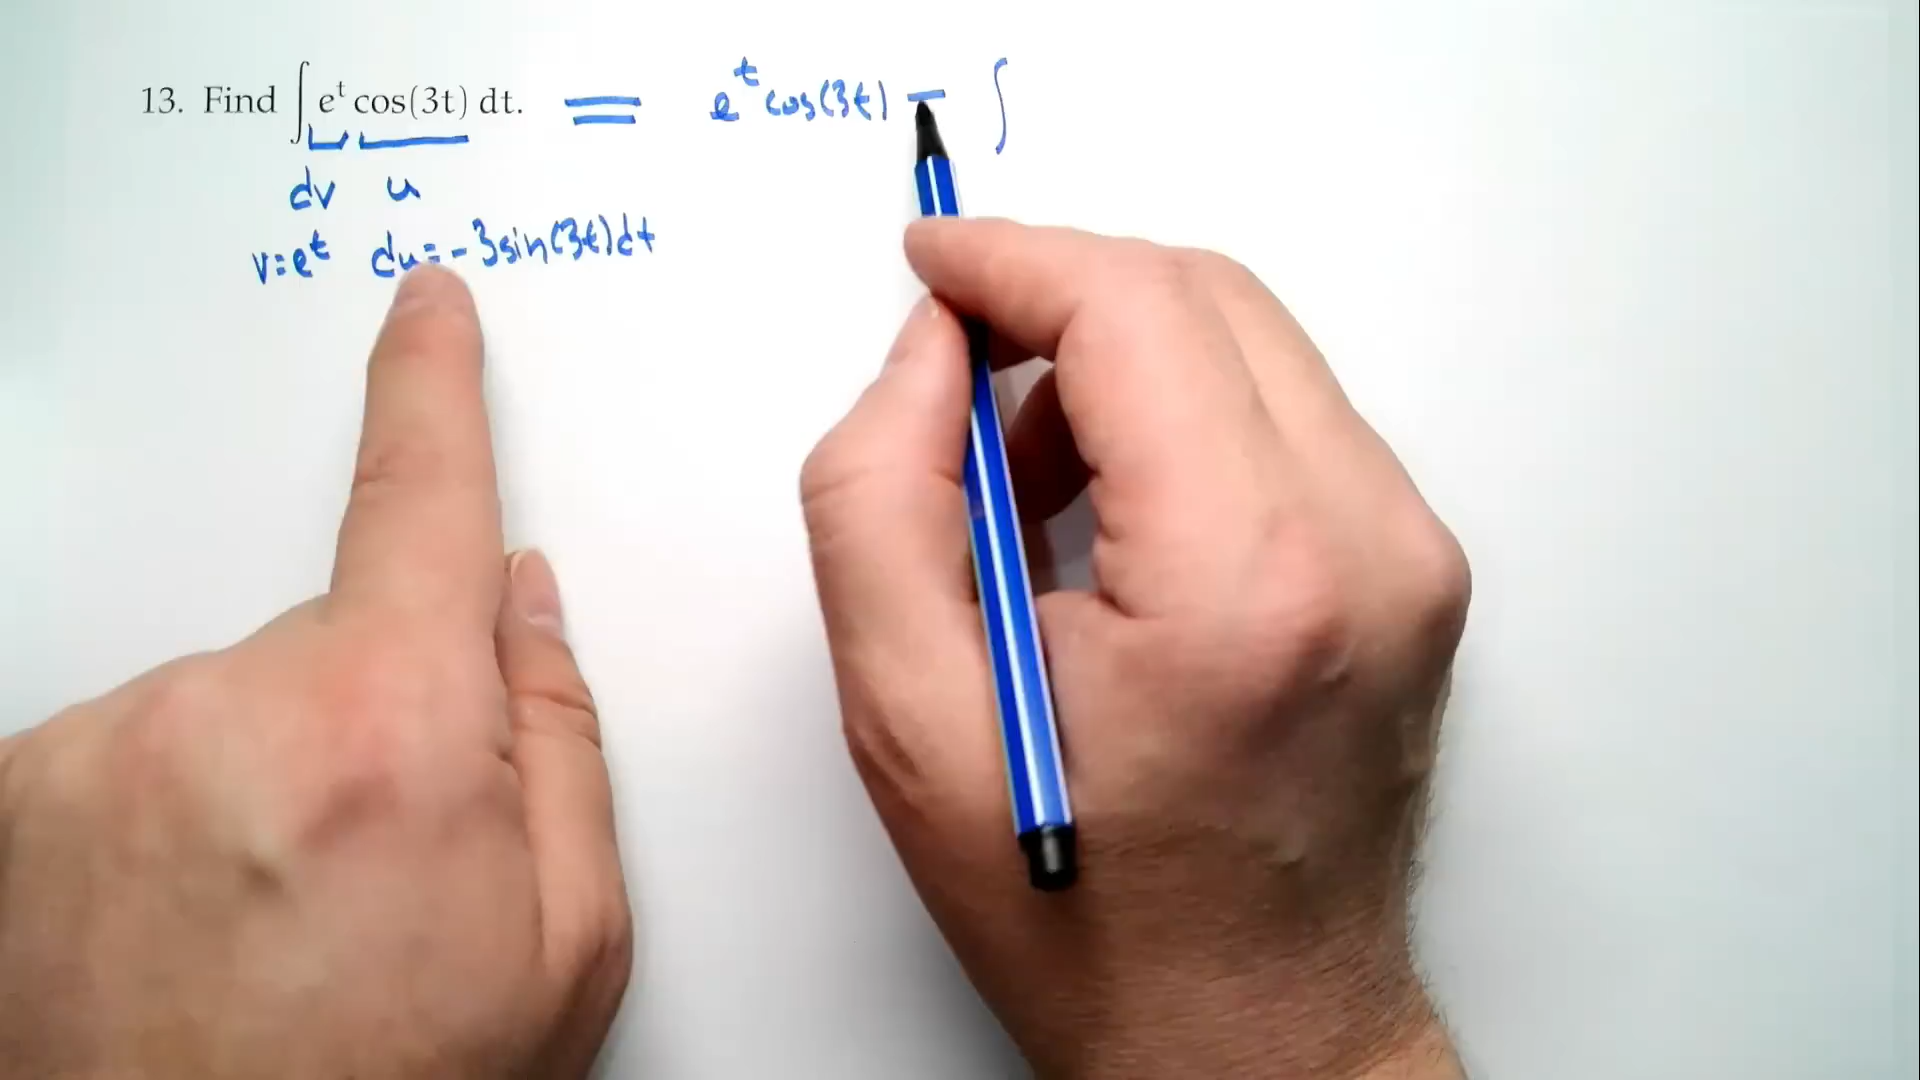 13. Find ∫ e^t cos(3t) dt. = e^t cos(3t) - ∫
dv u
v=e^t du=-3sin(3t)dt